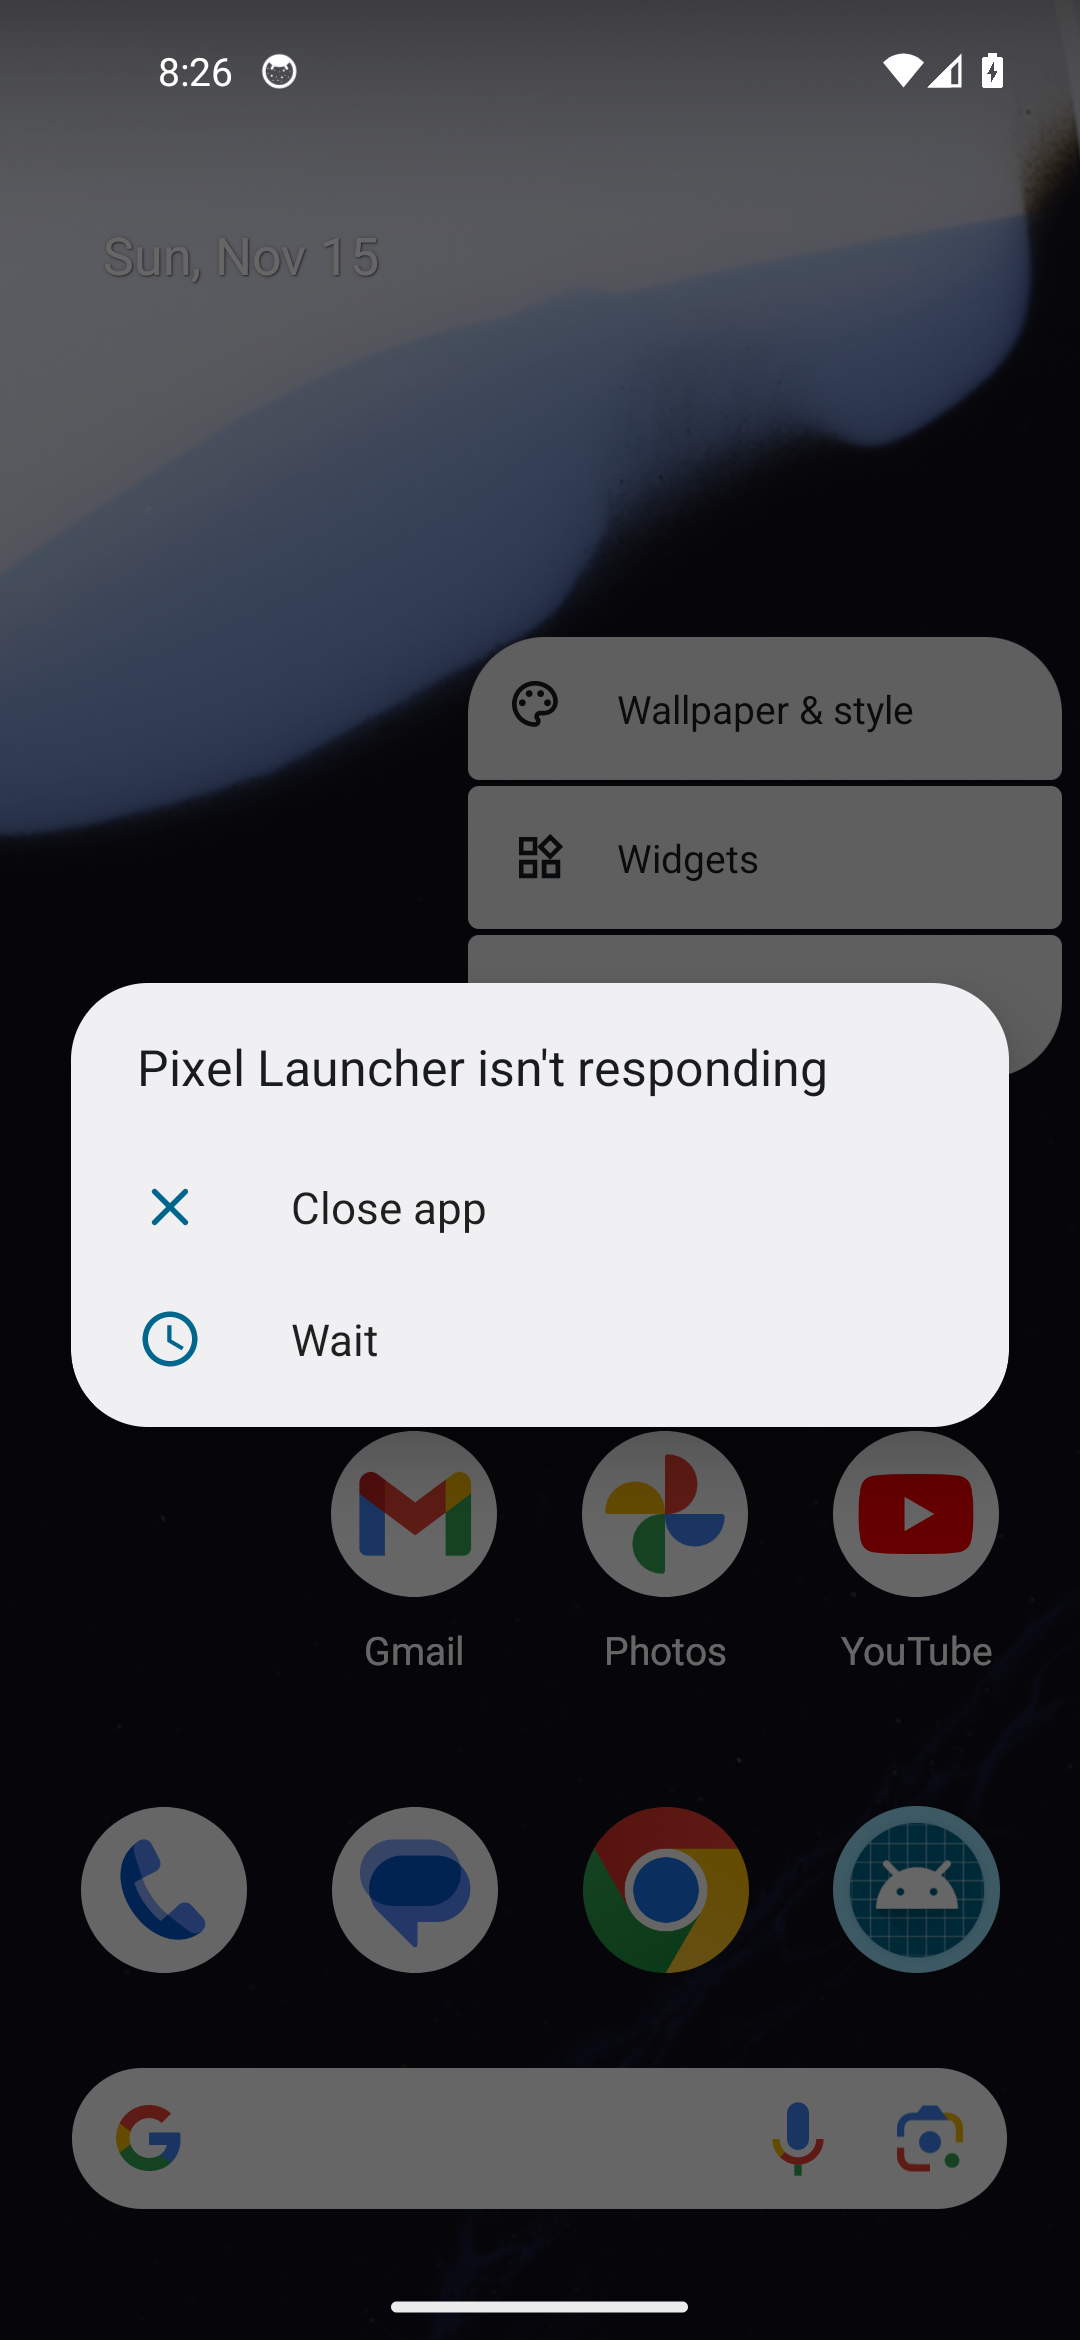 8:26
Sun, Nov 15
Wallpaper & style
Widgets
Pixel Launcher isn't responding
Close app
Wait
Gmail
Photos
YouTube